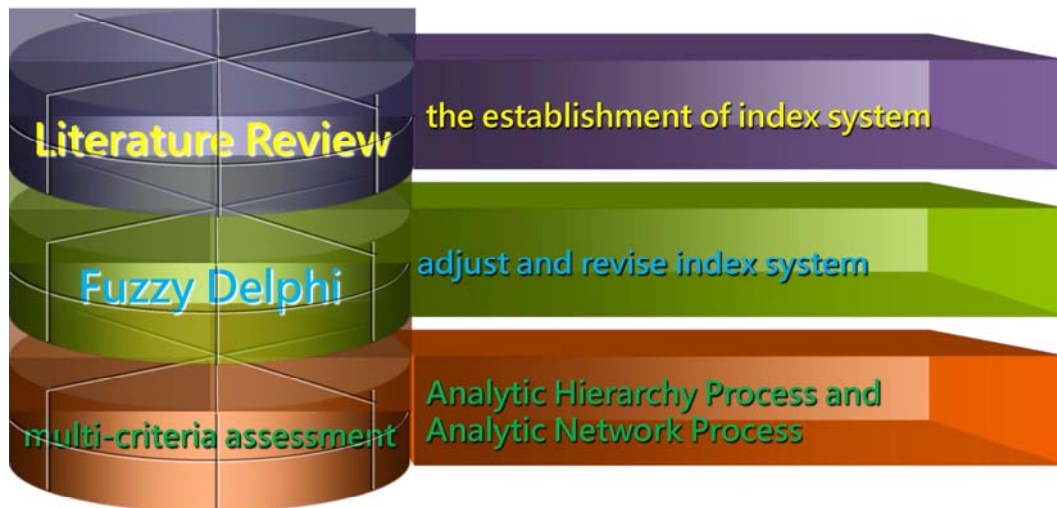 Literature Review
the establishment of index system
Fuzzy Delphi
adjust and revise index system
multi-criteria assessment
Analytic Hierarchy Process and
Analytic Network Process